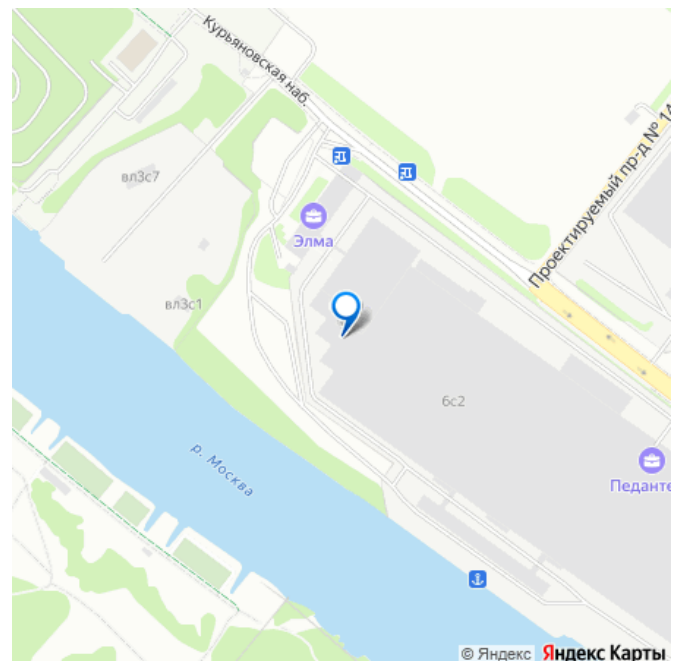 Курьяновская наб.
Проектируемый пр-д № 14
вл3с7
Элма
вл3с1
6с2
р. Москва
Педанте
© Яндекс Яндекс Карты